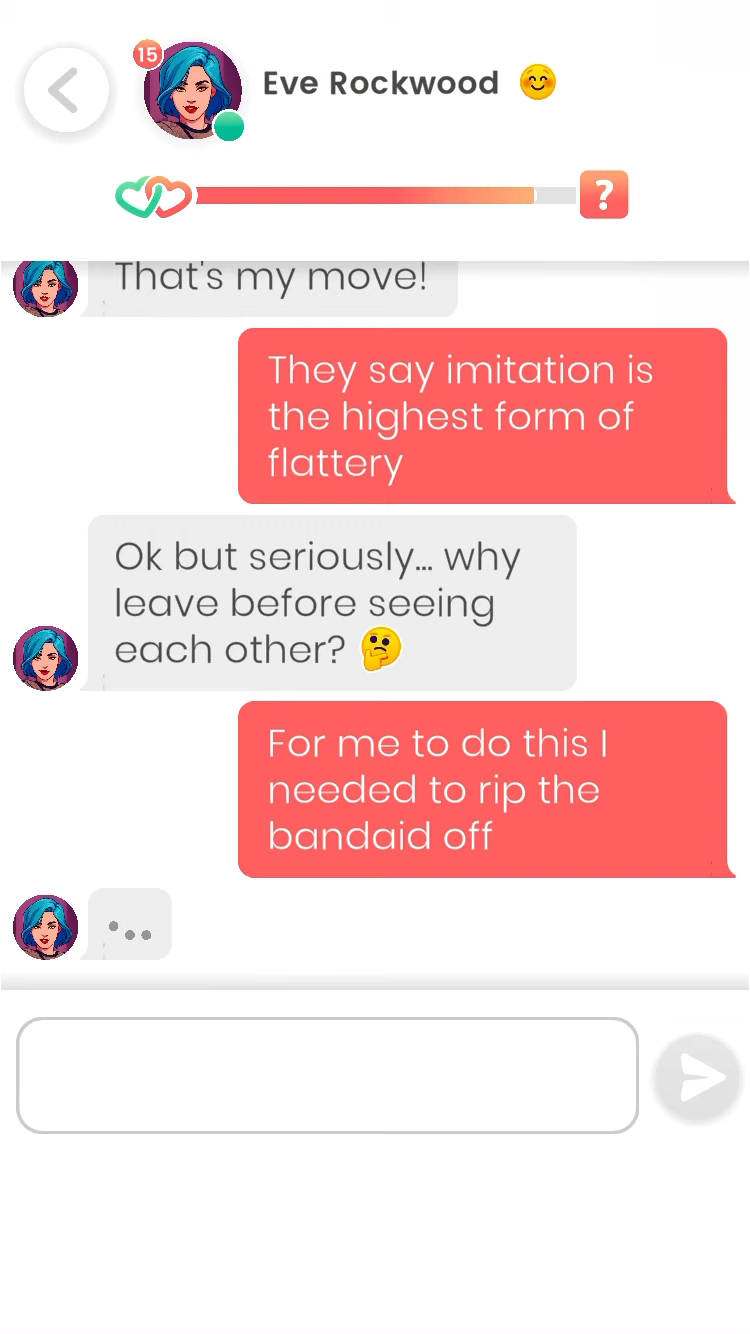 15
Eve Rockwood 😊
?
That's my move!
They say imitation is
the highest form of
flattery
Ok but seriously... why
leave before seeing
each other? 🤔
For me to do this I
needed to rip the
bandaid off